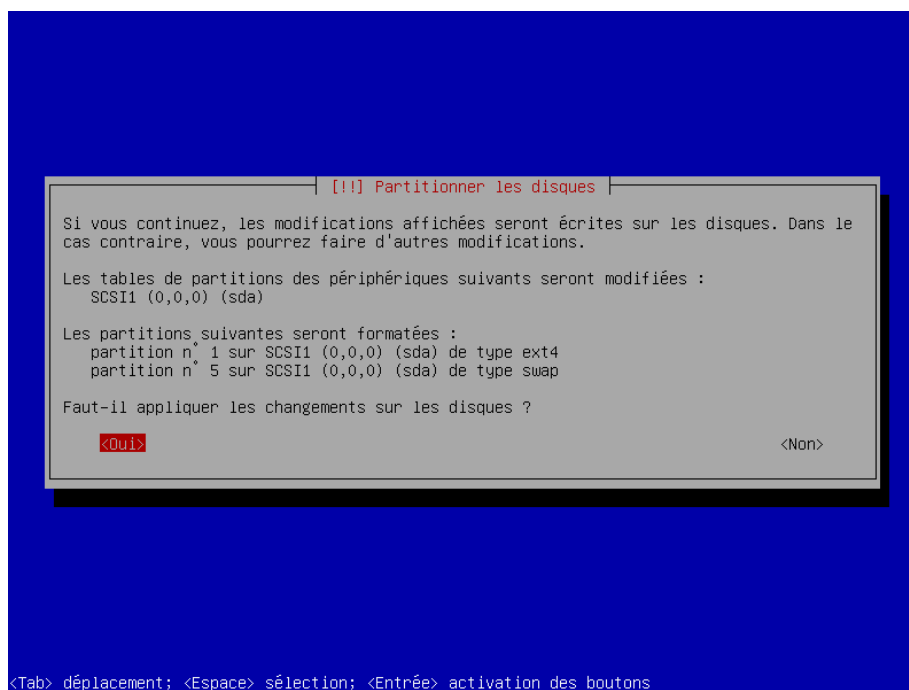 [!!] Partitionner les disques
Si vous continuez, les modifications affichées seront écrites sur les disques. Dans le
cas contraire, vous pourrez faire d'autres modifications.
Les tables de partitions des périphériques suivants seront modifiées :
SCSI1 (0,0,0) (sda)
Les partitions suivantes seront formatées :
partition n° 1 sur SCSI1 (0,0,0) (sda) de type ext4
partition n° 5 sur SCSI1 (0,0,0) (sda) de type swap
Faut-il appliquer les changements sur les disques ?
<Oui> <Non>
<Tab> déplacement; <Espace> sélection; <Entrée> activation des boutons